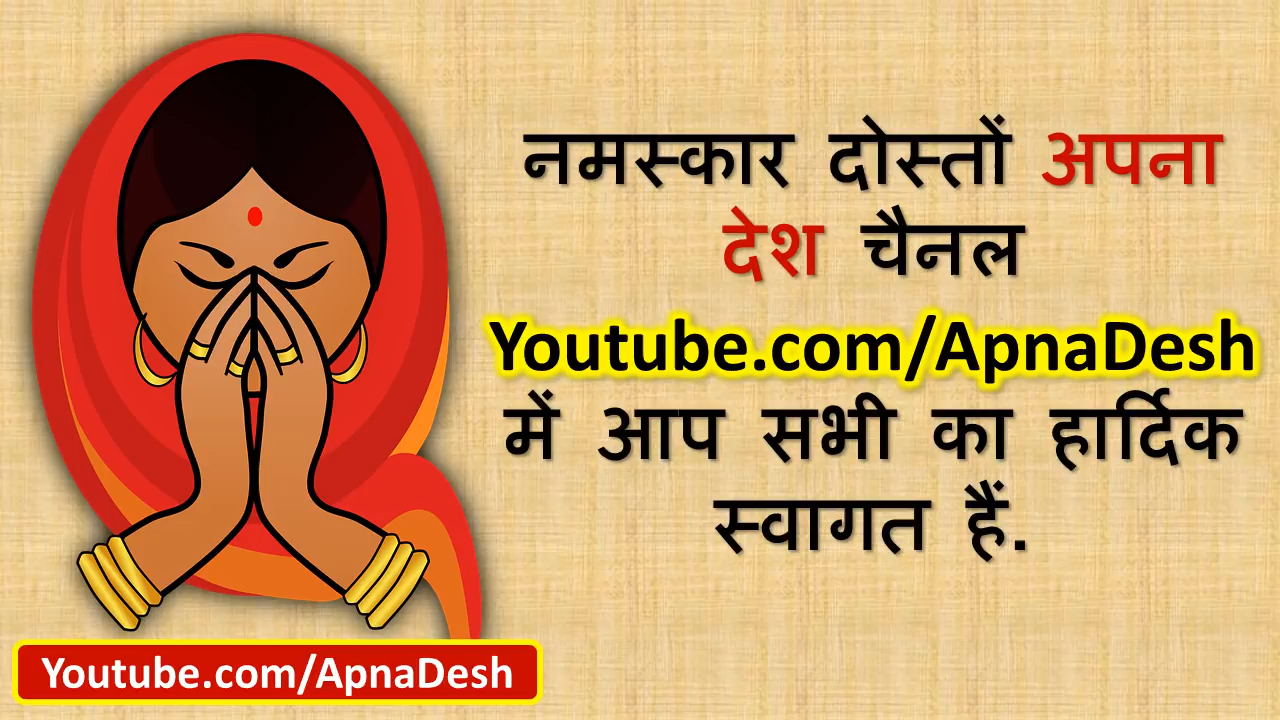 नमस्कार दोस्तों अपना
देश चैनल
Youtube.com/ApnaDesh
में आप सभी का हार्दिक
स्वागत हैं.
Youtube.com/ApnaDesh